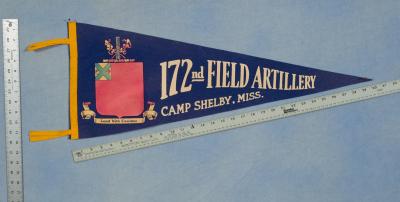 172nd FIELD ARTILLERY
CAMP SHELBY, MISS.